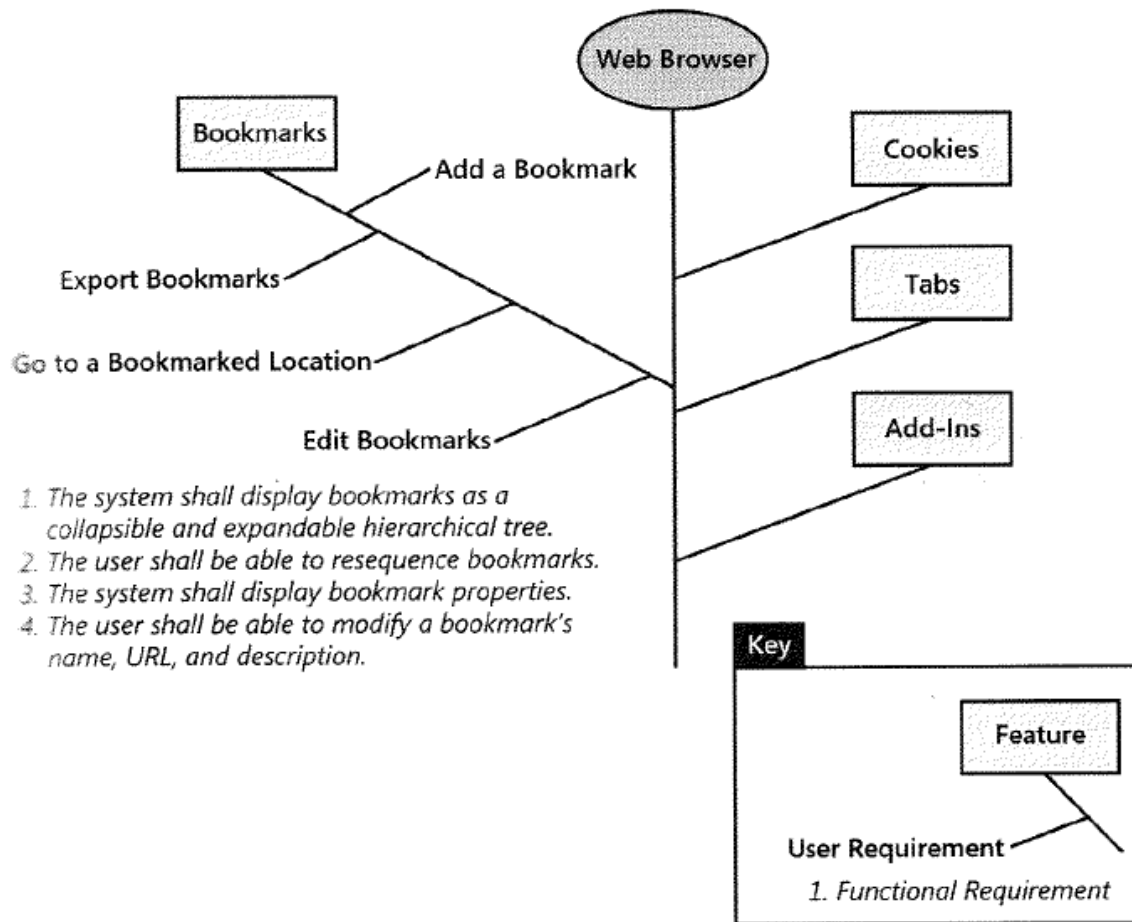 Web Browser
Bookmarks
Add a Bookmark
Export Bookmarks
Go to a Bookmarked Location
Edit Bookmarks
1. The system shall display bookmarks as a
collapsible and expandable hierarchical tree.
2. The user shall be able to resequence bookmarks.
3. The system shall display bookmark properties.
4. The user shall be able to modify a bookmark's
name, URL, and description.
Cookies
Tabs
Add-Ins
Key
Feature
User Requirement
1. Functional Requirement